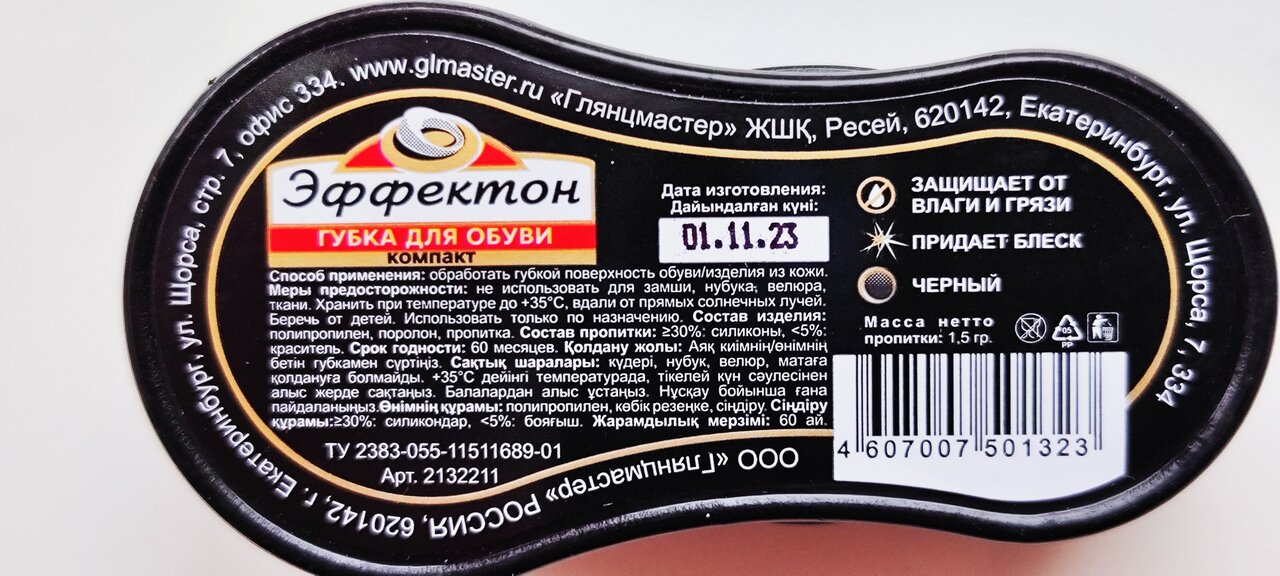 ООО «Глянцмастер» РОССИЯ, 620142, г. Екатеринбург, ул. Щорса, стр. 7, офис 334. www.glmaster.ru «Глянцмастер» ЖШҚ, Ресей, 620142, Екатеринбург, ул. Щорса, 7, 334
Эффектон
ГУБКА ДЛЯ ОБУВИ
компакт
Дата изготовления:
Дайындалған күні:
01.11.23
ЗАЩИЩАЕТ ОТ
ВЛАГИ И ГРЯЗИ
ПРИДАЕТ БЛЕСК
ЧЕРНЫЙ
Масса нетто
пропитки: 1,5 гр.
05
PP
Способ применения: обработать губкой поверхность обуви/изделия из кожи.
Меры предосторожности: не использовать для замши, нубука, велюра,
ткани. Хранить при температуре до +35°С, вдали от прямых солнечных лучей.
Беречь от детей. Использовать только по назначению. Состав изделия:
полипропилен, поролон, пропитка. Состав пропитки: ≥30%: силиконы, <5%:
краситель. Срок годности: 60 месяцев. Қолдану жолы: Аяқ киімнің/өнімнің
бетін губкамен сүртіңіз. Сақтық шаралары: күдері, нубук, велюр, матаға
қолдануға болмайды. +35°С дейінгі температурада, тікелей күн сәулесінен
алыс жерде сақтаңыз. Балалардан алыс ұстаңыз. Нұсқау бойынша ғана
пайдаланыңыз.Өнімнің құрамы: полипропилен, көбік резеңке, сіңдіру. Сіңдіру
құрамы:≥30%: силикондар, <5%: бояғыш. Жарамдылық мерзімі: 60 ай.
ТУ 2383-055-11511689-01
Арт. 2132211
4 607007 501323